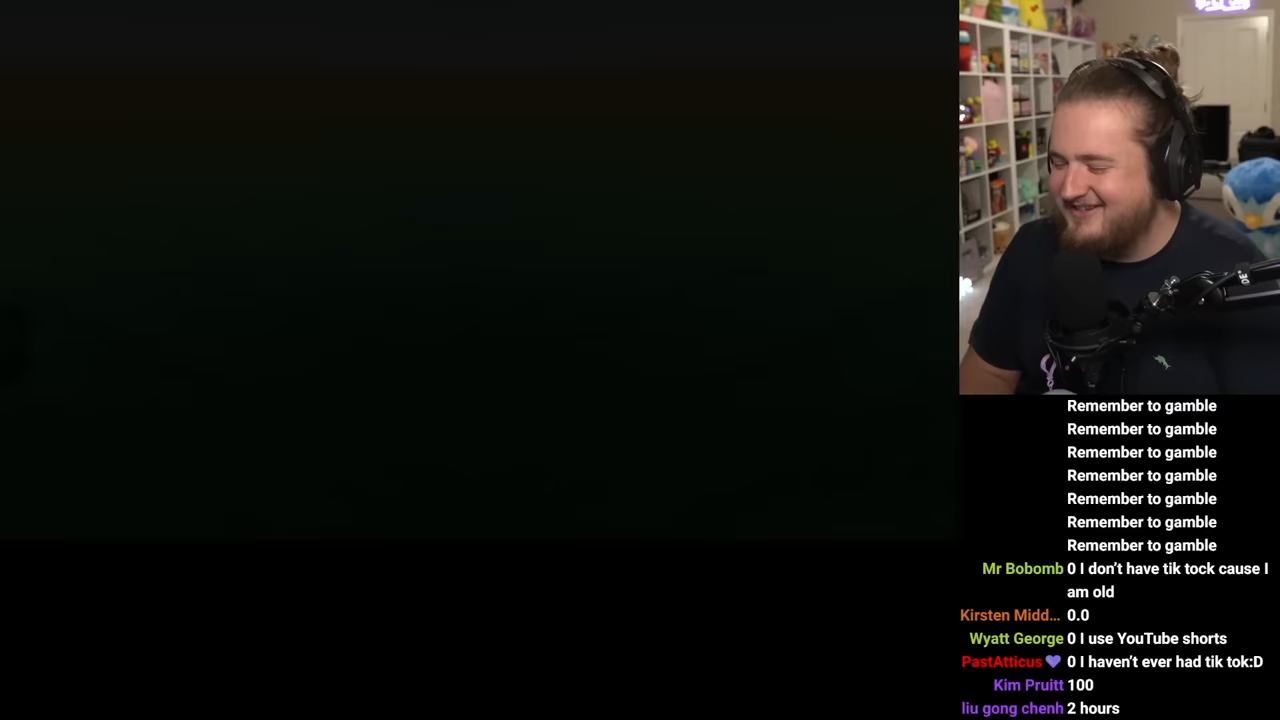 Remember to gamble
Remember to gamble
Remember to gamble
Remember to gamble
Remember to gamble
Remember to gamble
Remember to gamble
Mr Bobomb 0 I don’t have tik tock cause I
am old
Kirsten Midd… 0.0
Wyatt George 0 I use YouTube shorts
PastAtticus 0 I haven’t ever had tik tok:D
Kim Pruitt 100
liu gong chenh 2 hours